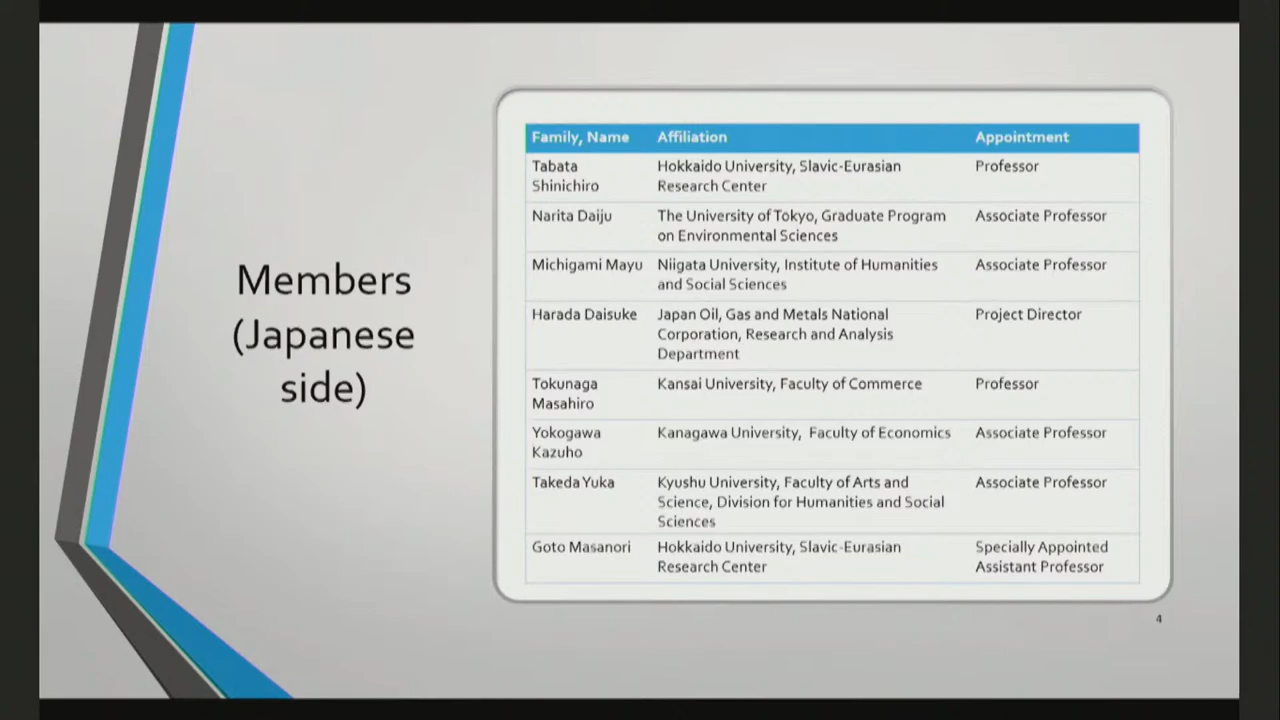 Members
(Japanese
side)
Family, Name Affiliation Appointment
Tabata Hokkaido University, Slavic-Eurasian Professor
Shinichiro Research Center
Narita Daiju The University of Tokyo, Graduate Program Associate Professor
on Environmental Sciences
Michigami Mayu Niigata University, Institute of Humanities Associate Professor
and Social Sciences
Harada Daisuke Japan Oil, Gas and Metals National Project Director
Corporation, Research and Analysis
Department
Tokunaga Kansai University, Faculty of Commerce Professor
Masahiro
Yokogawa Kanagawa University, Faculty of Economics Associate Professor
Kazuho
Takeda Yuka Kyushu University, Faculty of Arts and Associate Professor
Science, Division for Humanities and Social
Sciences
Goto Masanori Hokkaido University, Slavic-Eurasian Specially Appointed
Research Center Assistant Professor
4